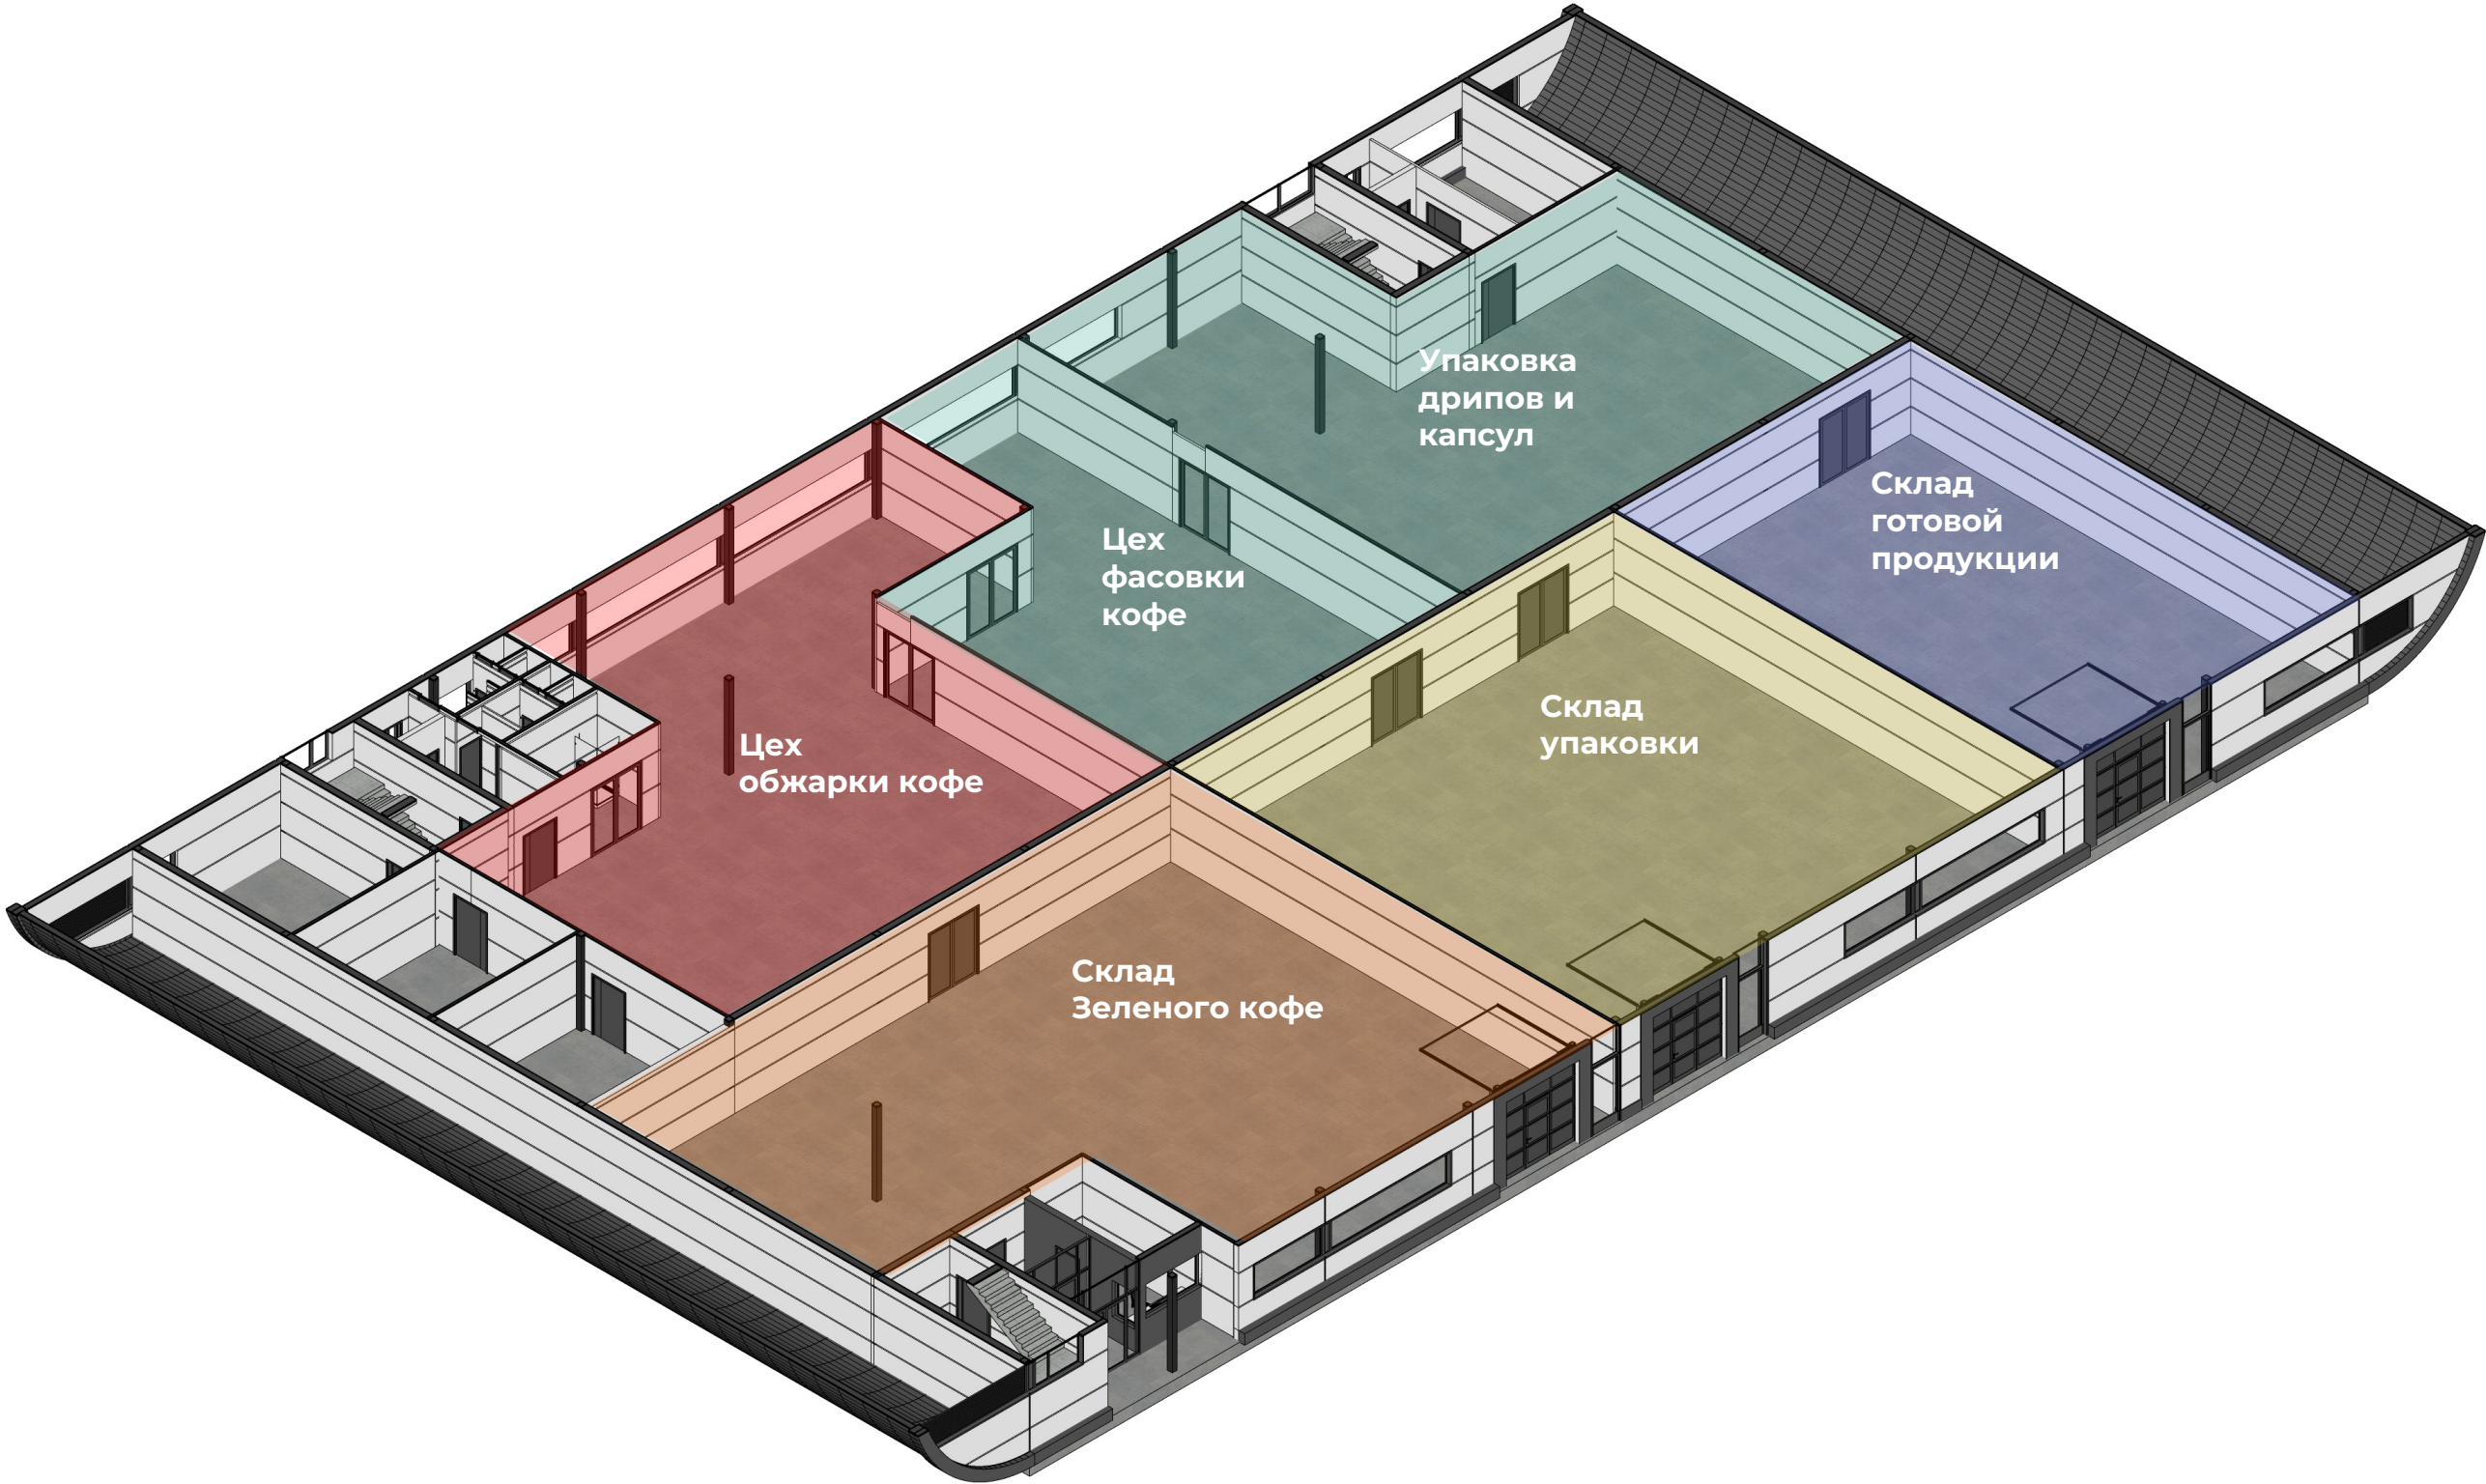 Упаковка
дрипов и
капсул
Склад
готовой
продукции
Цех
фасовки
кофе
Склад
упаковки
Цех
обжарки кофе
Склад
Зеленого кофе